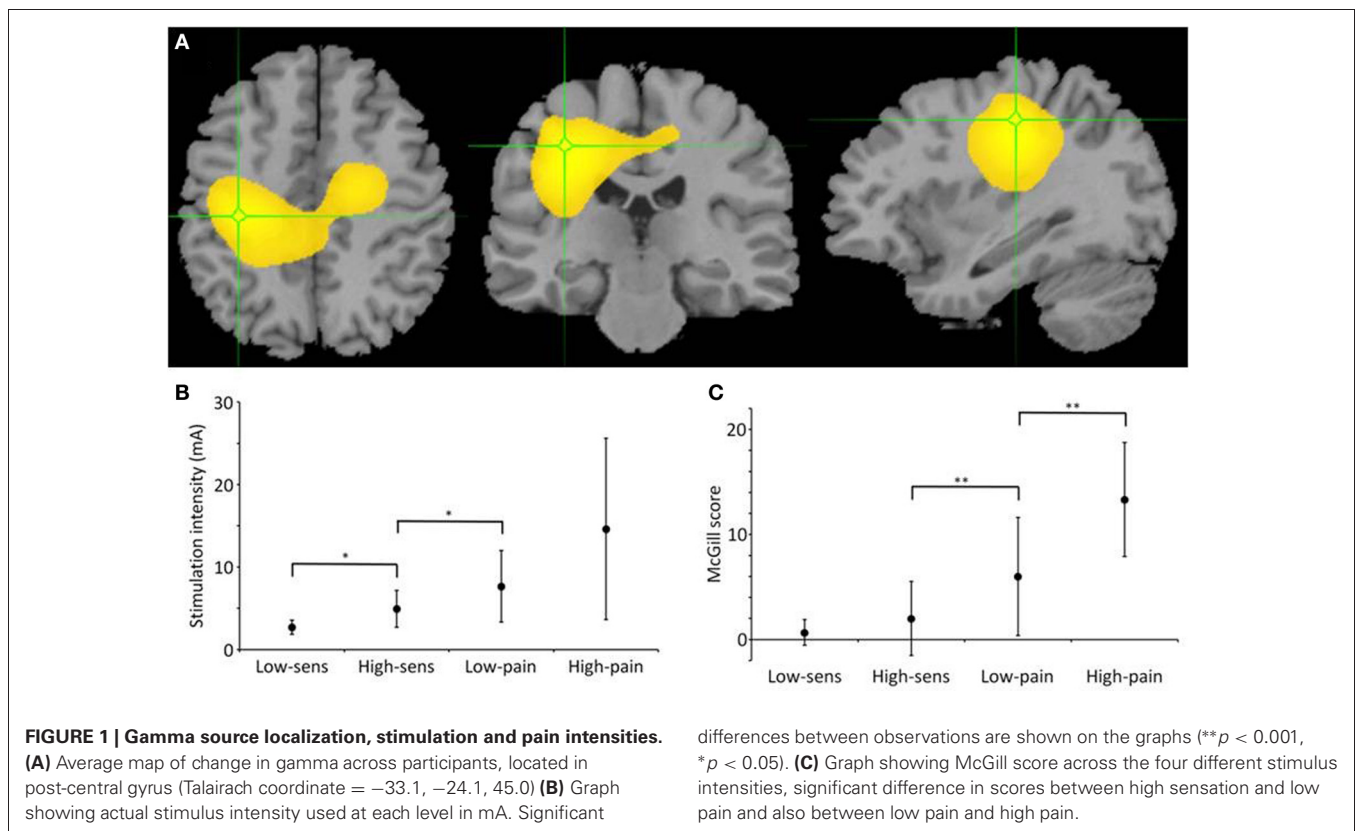 A
B
30
20
10
0
Stimulation intensity (mA)
*
*
Low-sens High-sens Low-pain High-pain
C
20
10
0
McGill score
**
**
Low-sens High-sens Low-pain High-pain
FIGURE 1 | Gamma source localization, stimulation and pain intensities.
(A) Average map of change in gamma across participants, located in
post-central gyrus (Talairach coordinate = −33.1, −24.1, 45.0) (B) Graph
showing actual stimulus intensity used at each level in mA. Significant
differences between observations are shown on the graphs (**p < 0.001,
*p < 0.05). (C) Graph showing McGill score across the four different stimulus
intensities, significant difference in scores between high sensation and low
pain and also between low pain and high pain.